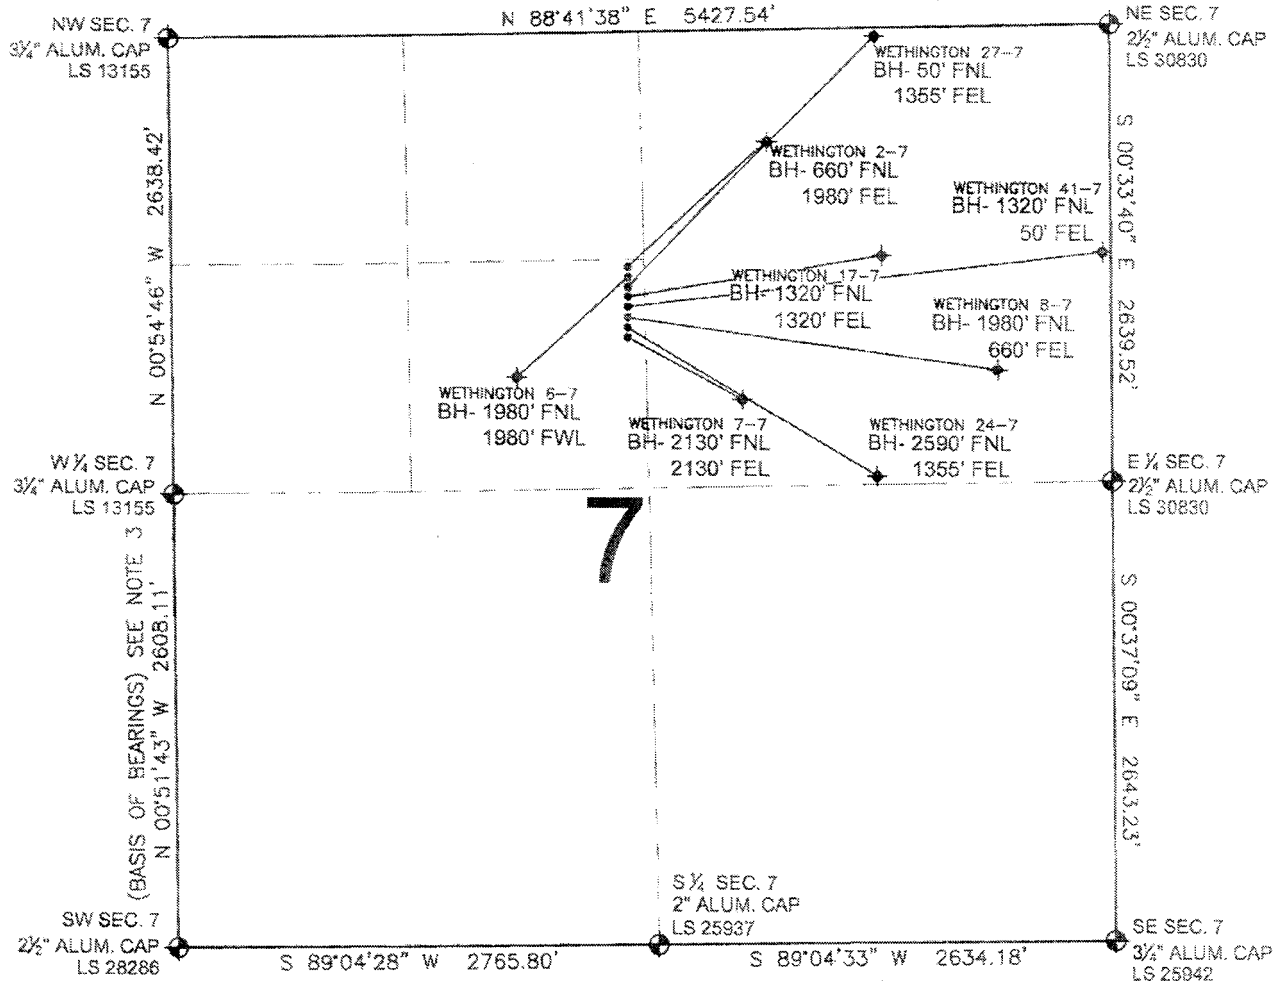 N 88°41'38" E 5427.54'
NW SEC. 7
3¼" ALUM. CAP
LS 13155
NE SEC. 7
2½" ALUM. CAP
LS 30830
WETHINGTON 27-7
BH- 50' FNL
1355' FEL
WETHINGTON 2-7
BH- 660' FNL
1980' FEL
WETHINGTON 41-7
BH- 1320' FNL
50' FEL
N 00°54'46" W 2638.42'
S 00°33'40" E 2639.52'
WETHINGTON 17-7
BH- 1320' FNL
1320' FEL
WETHINGTON 8-7
BH- 1980' FNL
660' FEL
WETHINGTON 6-7
BH- 1980' FNL
1980' FWL
WETHINGTON 7-7
BH- 2130' FNL
2130' FEL
WETHINGTON 24-7
BH- 2590' FNL
1355' FEL
W ¼ SEC. 7
3¼" ALUM. CAP
LS 13155
E ¼ SEC. 7
2½" ALUM. CAP
LS 30830
7
(BASIS OF BEARINGS) SEE NOTE 3
N 00°51'43" W 2608.11'
S 00°37'09" E 2643.23'
S ¼ SEC. 7
2" ALUM. CAP
LS 25937
SW SEC. 7
2½" ALUM. CAP
LS 28286
SE SEC. 7
3¼" ALUM. CAP
LS 25942
S 89°04'28" W 2765.80'
S 89°04'33" W 2634.18'